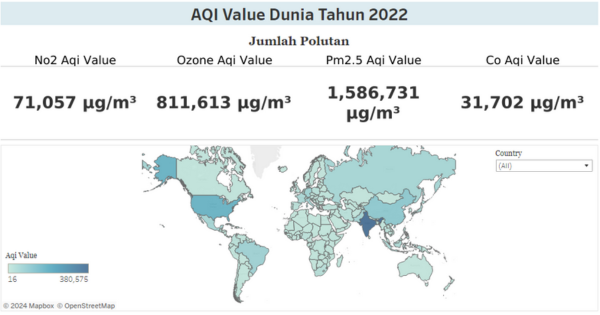 AQI Value Dunia Tahun 2022
Jumlah Polutan
No2 Aqi Value
Ozone Aqi Value
Pm2.5 Aqi Value
Co Aqi Value
71,057 µg/m³
811,613 µg/m³
1,586,731
µg/m³
31,702 µg/m³
Country
(All)
Aqi Value
16
380,575
© 2024 Mapbox © OpenStreetMap